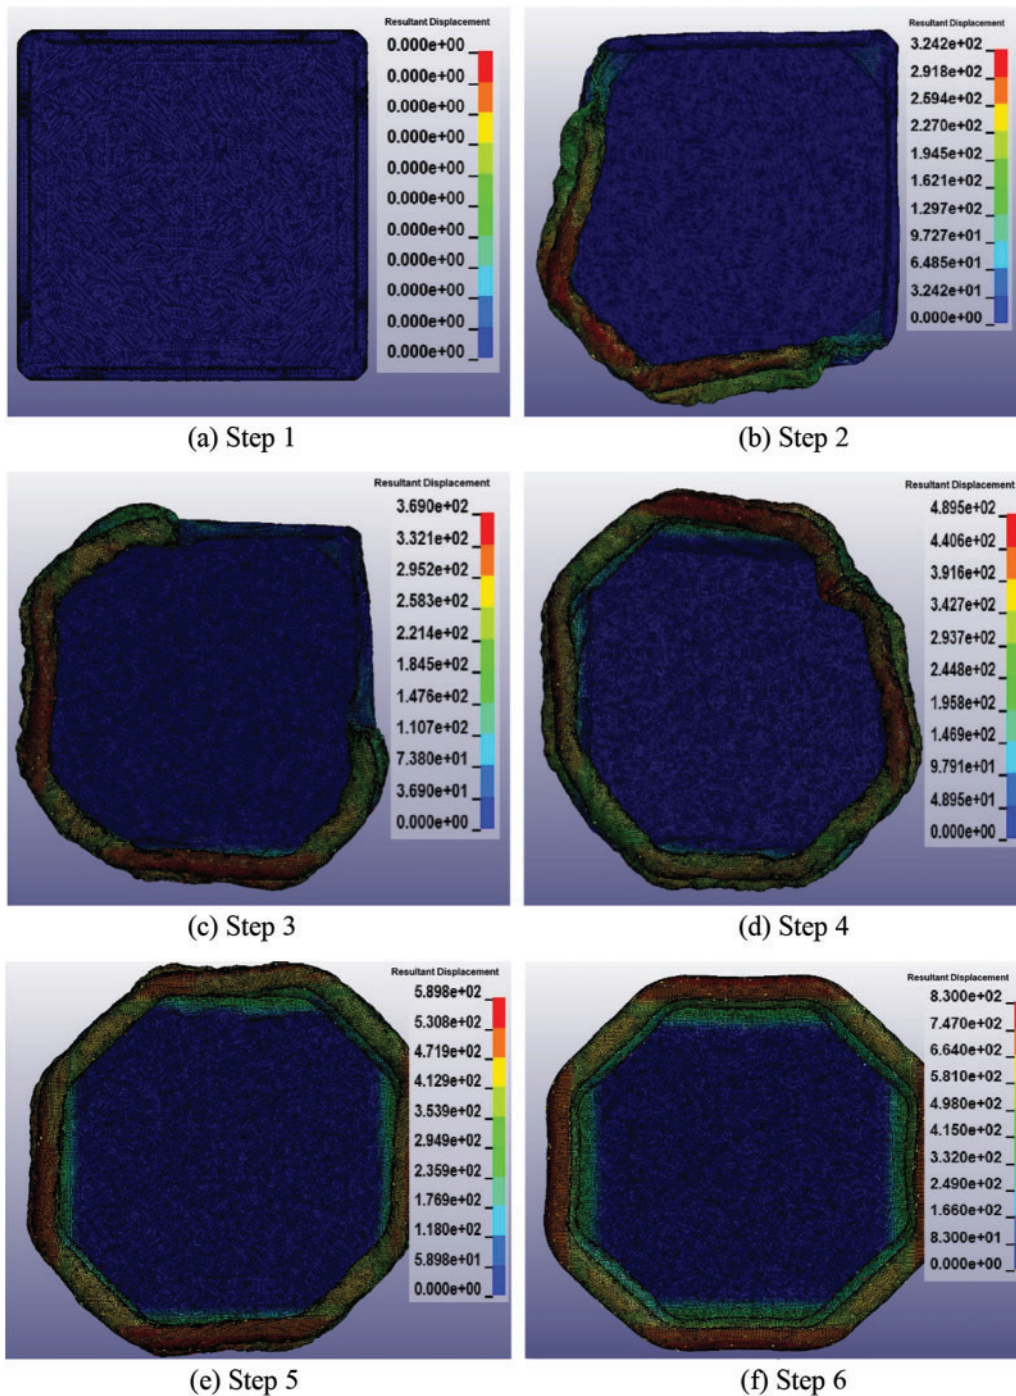 Resultant Displacement
0.000e+00
0.000e+00
0.000e+00
0.000e+00
0.000e+00
0.000e+00
0.000e+00
0.000e+00
0.000e+00
0.000e+00
0.000e+00
(a) Step 1
Resultant Displacement
3.242e+02
2.918e+02
2.594e+02
2.270e+02
1.945e+02
1.621e+02
1.297e+02
9.727e+01
6.485e+01
3.242e+01
0.000e+00
(b) Step 2
Resultant Displacement
3.690e+02
3.321e+02
2.952e+02
2.583e+02
2.214e+02
1.845e+02
1.476e+02
1.107e+02
7.380e+01
3.690e+01
0.000e+00
(c) Step 3
Resultant Displacement
4.895e+02
4.406e+02
3.916e+02
3.427e+02
2.937e+02
2.448e+02
1.958e+02
1.469e+02
9.791e+01
4.895e+01
0.000e+00
(d) Step 4
Resultant Displacement
5.898e+02
5.308e+02
4.719e+02
4.129e+02
3.539e+02
2.949e+02
2.359e+02
1.769e+02
1.180e+02
5.898e+01
0.000e+00
(e) Step 5
Resultant Displacement
8.300e+02
7.470e+02
6.640e+02
5.810e+02
4.980e+02
4.150e+02
3.320e+02
2.490e+02
1.660e+02
8.300e+01
0.000e+00
(f) Step 6